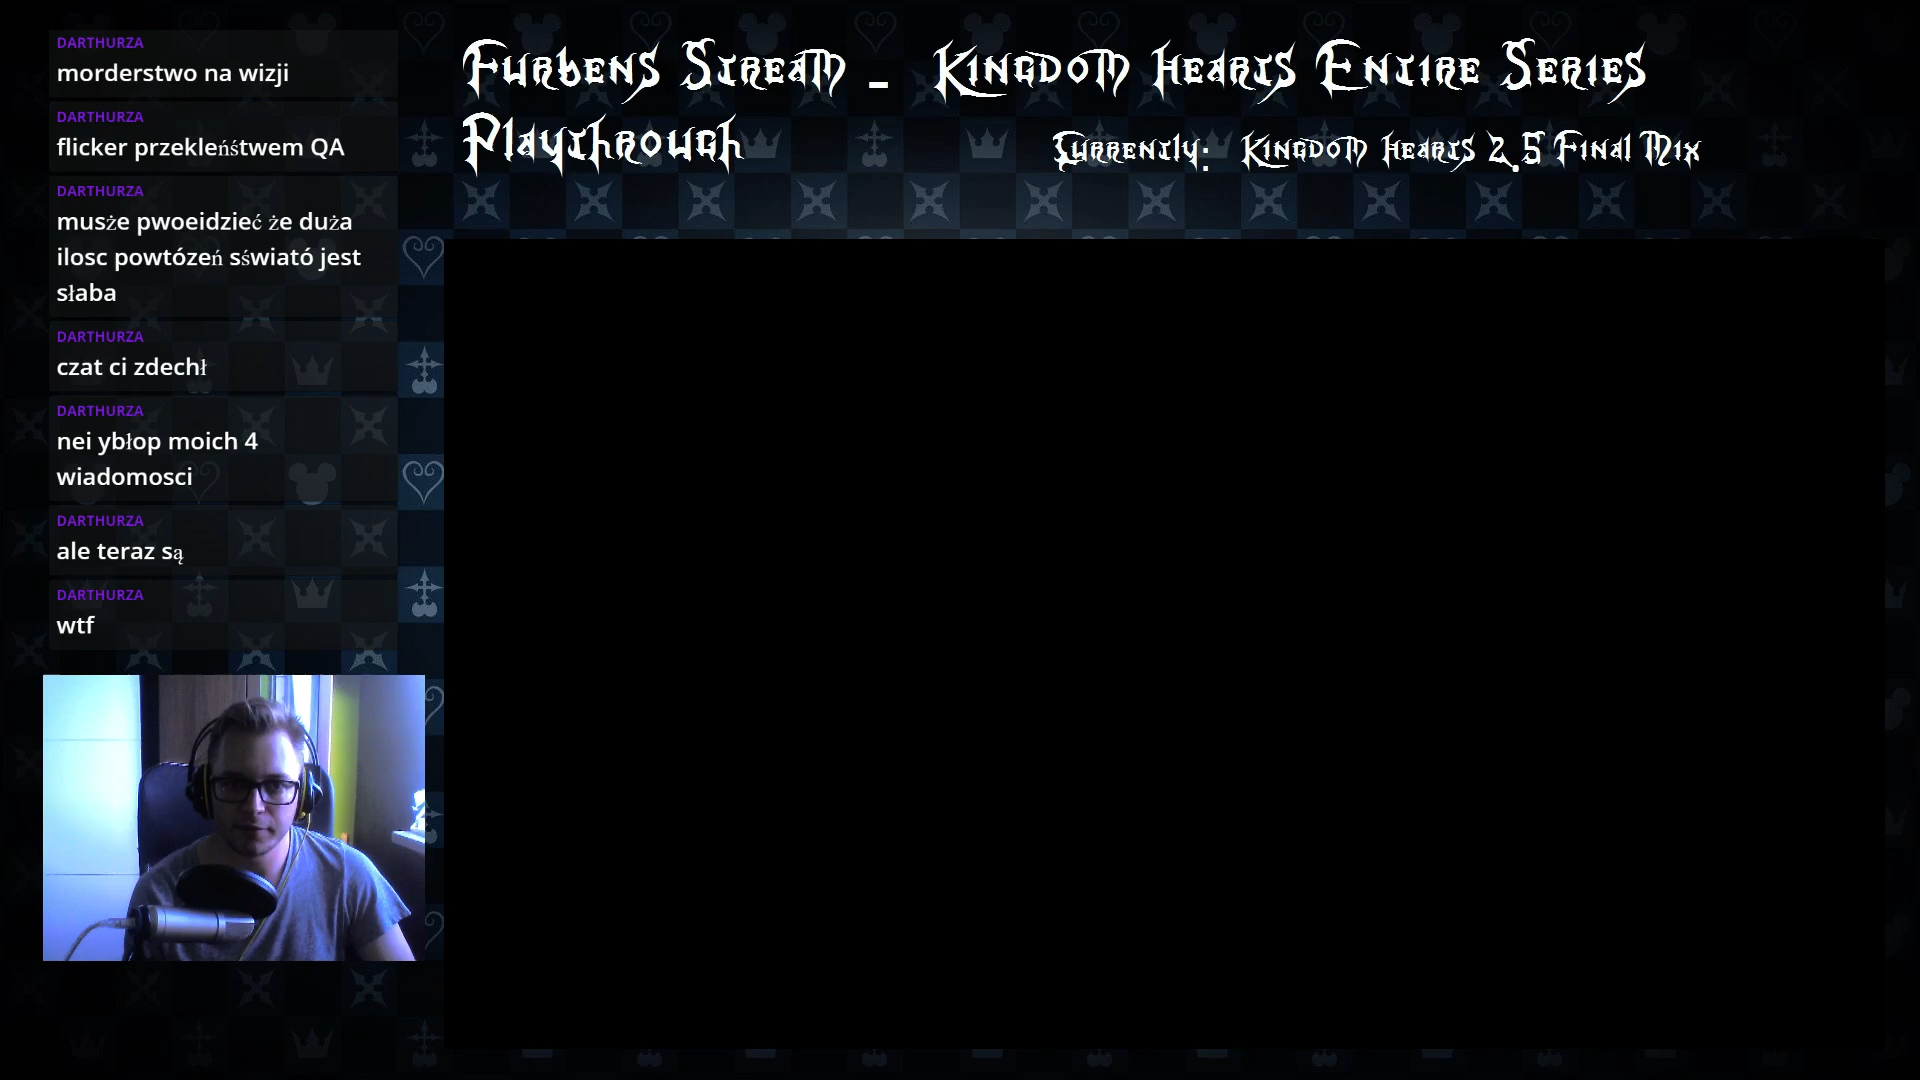 DARTHURZA
morderstwo na wizji
DARTHURZA
flicker przekleńśtwem QA
DARTHURZA
musże pwoeidzieć że duża
ilosc powtózeń sświató jest
słaba
DARTHURZA
czat ci zdechł
DARTHURZA
nei ybłop moich 4
wiadomosci
DARTHURZA
ale teraz są
DARTHURZA
wtf
Furbens Stream - Kingdom Hearts Entire Series
Playthrough
Currently: Kingdom Hearts 2.5 Final Mix